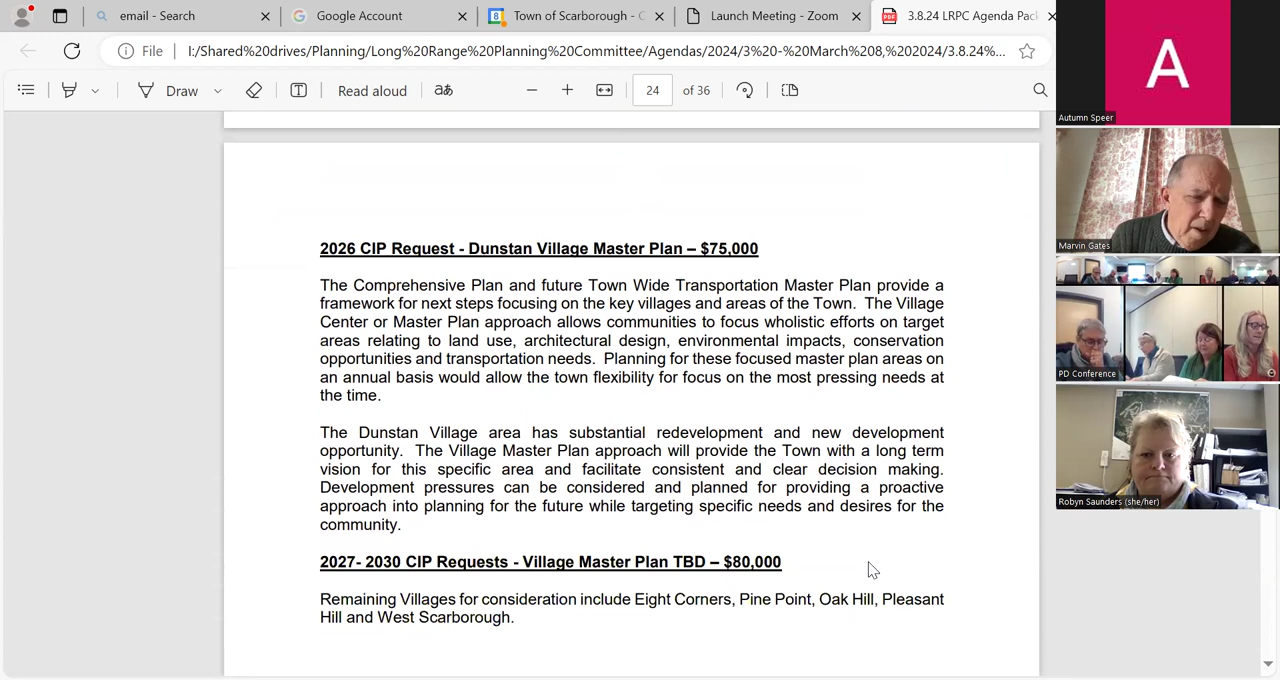 email - Search
Google Account
8
Town of Scarborough - C
Launch Meeting - Zoom
PDF
3.8.24 LRPC Agenda Pack
File
I:/Shared%20drives/Planning/Long%20Range%20Planning%20Committee/Agendas/2024/3%20-%20March%208,%202024/3.8.24%...
Draw
Read aloud
aあ
24
of 36
2026 CIP Request - Dunstan Village Master Plan – $75,000
The Comprehensive Plan and future Town Wide Transportation Master Plan provide a
framework for next steps focusing on the key villages and areas of the Town. The Village
Center or Master Plan approach allows communities to focus wholistic efforts on target
areas relating to land use, architectural design, environmental impacts, conservation
opportunities and transportation needs. Planning for these focused master plan areas on
an annual basis would allow the town flexibility for focus on the most pressing needs at
the time.
The Dunstan Village area has substantial redevelopment and new development
opportunity. The Village Master Plan approach will provide the Town with a long term
vision for this specific area and facilitate consistent and clear decision making.
Development pressures can be considered and planned for providing a proactive
approach into planning for the future while targeting specific needs and desires for the
community.
2027- 2030 CIP Requests - Village Master Plan TBD – $80,000
Remaining Villages for consideration include Eight Corners, Pine Point, Oak Hill, Pleasant
Hill and West Scarborough.
A
Autumn Speer
Marvin Gates
PD Conference
Robyn Saunders (she/her)